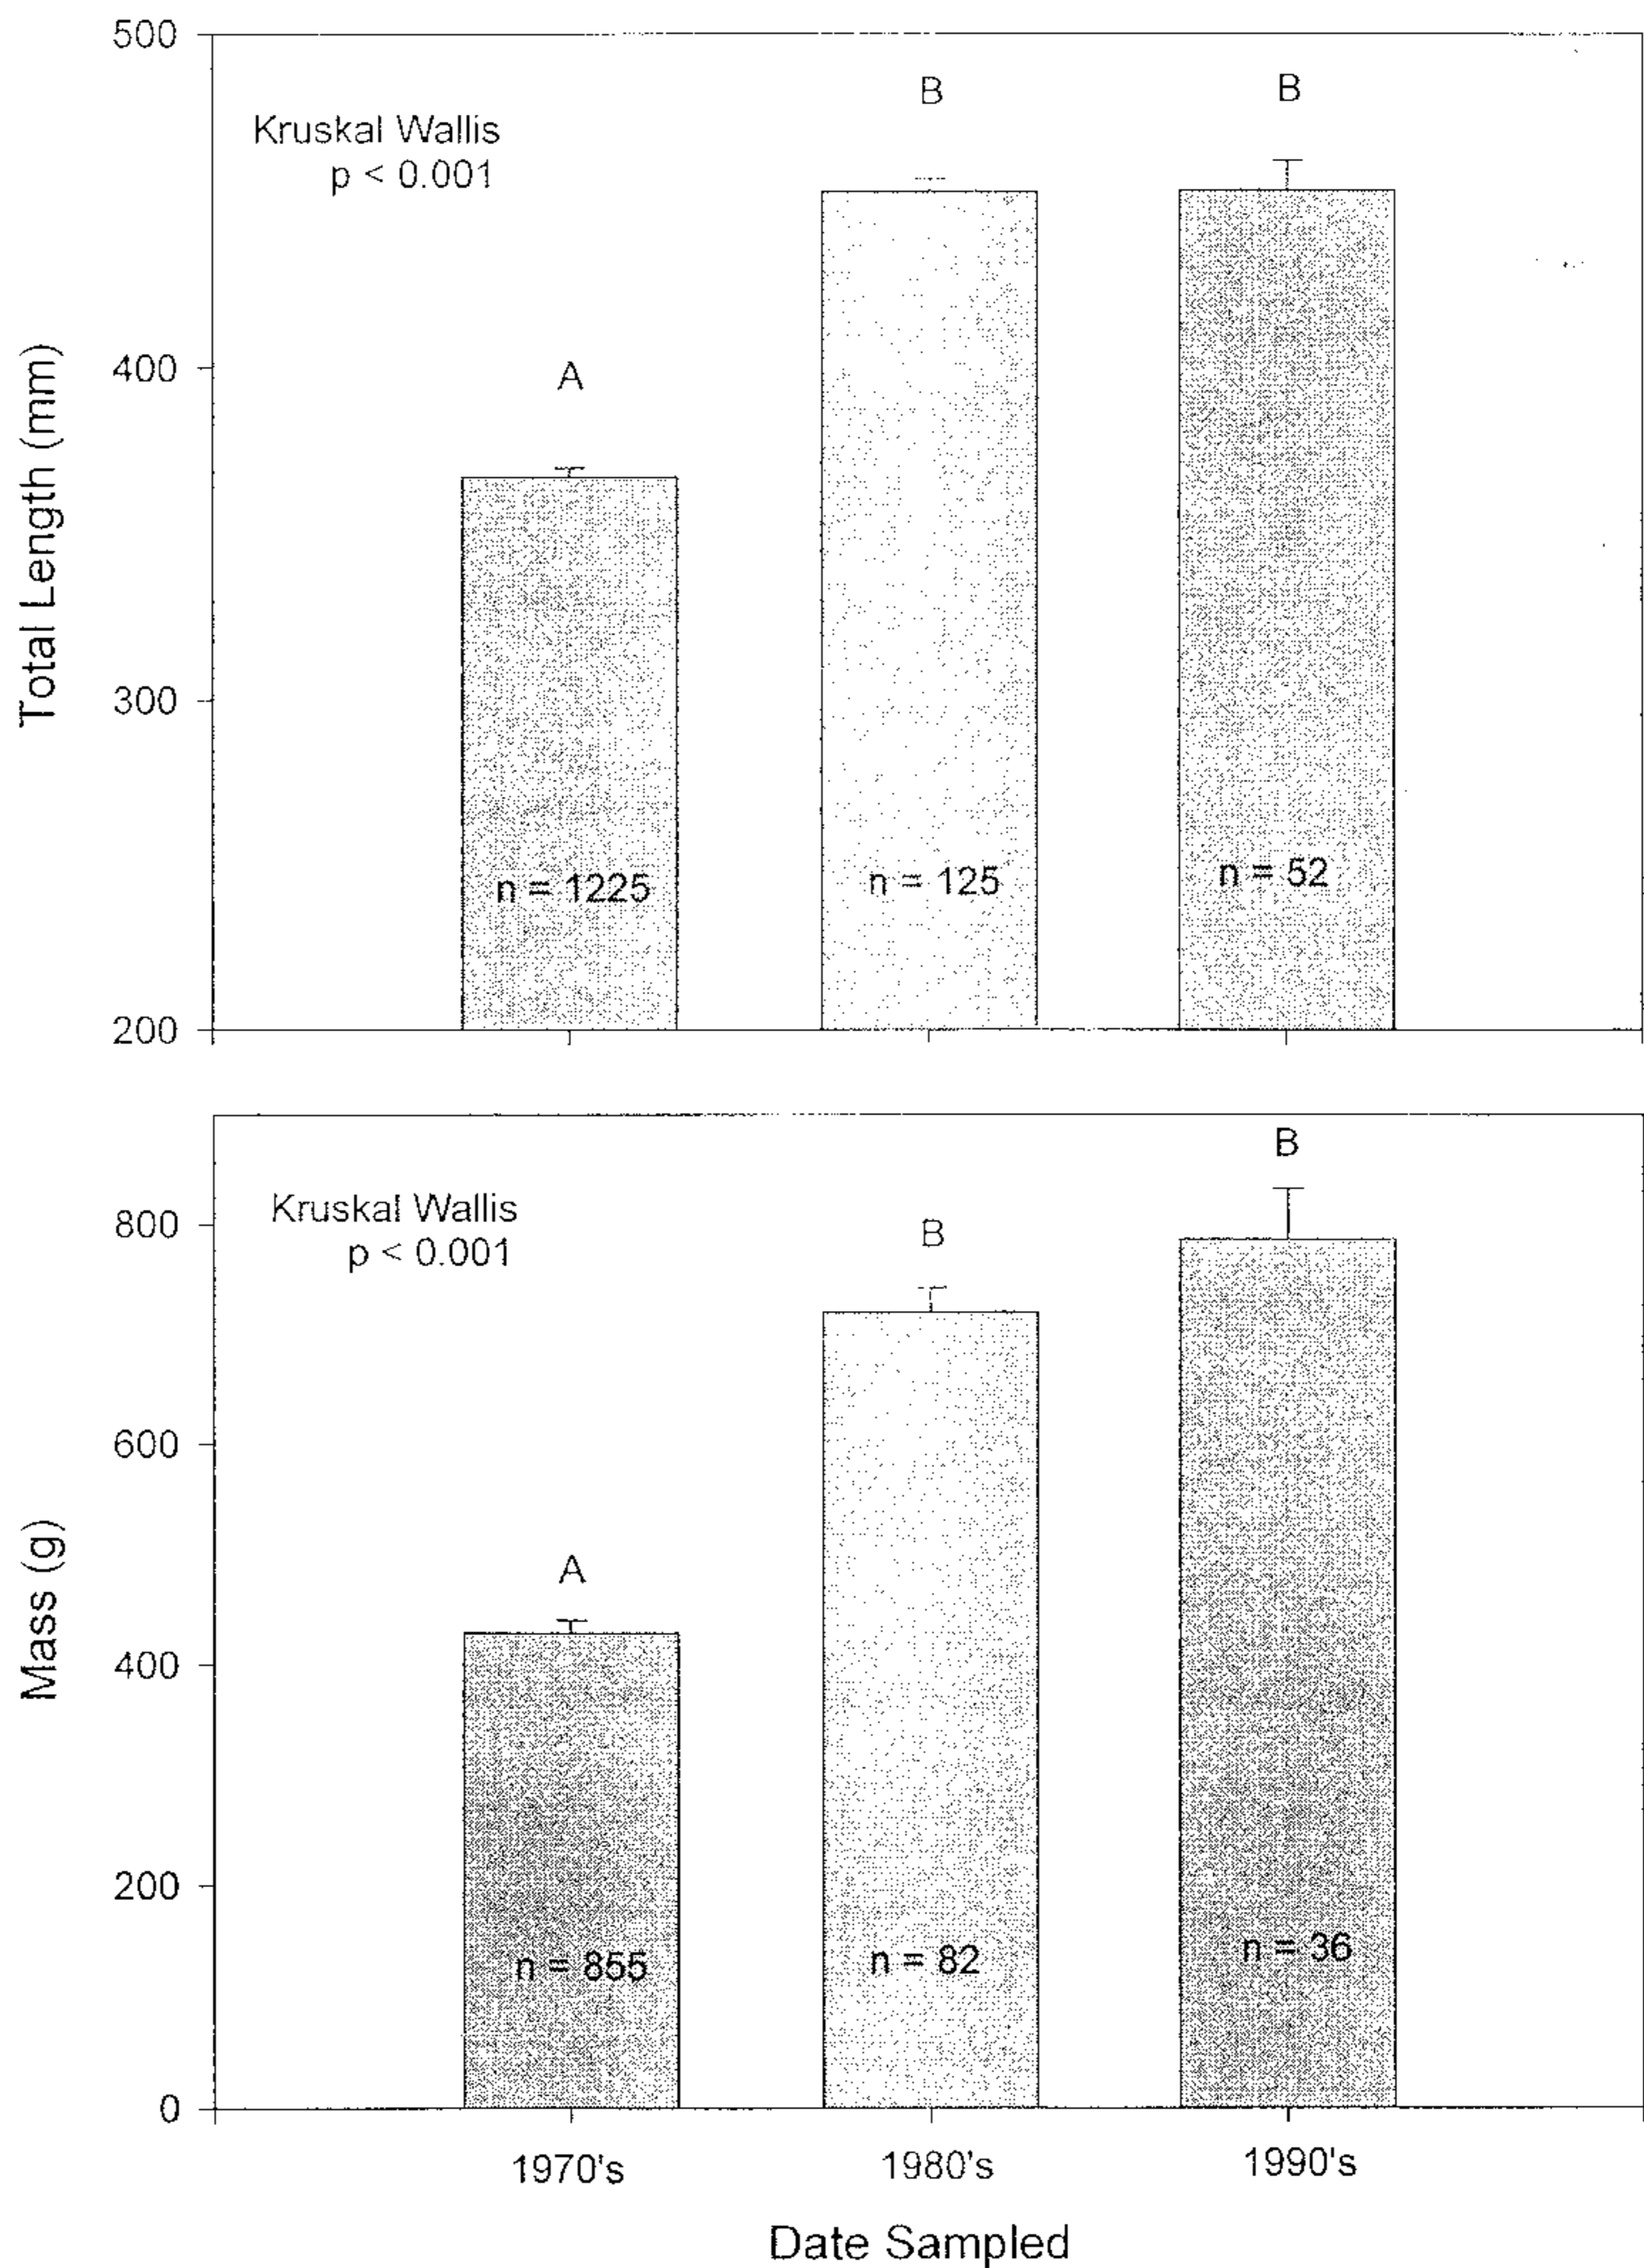 500
B
B
Kruskal Wallis
p < 0.001
400
A
Total Length (mm)
300
n = 1225
n = 125
n = 52
200
B
Kruskal Wallis
p < 0.001
800
B
600
A
Mass (g)
400
200
n = 855
n = 82
n = 36
0
1970's
1980's
1990's
Date Sampled